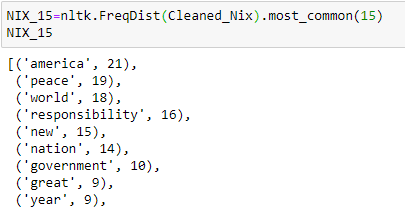 NIX_15=nltk.FreqDist(Cleaned_Nix).most_common(15)
NIX_15
[('america', 21),
('peace', 19),
('world', 18),
('responsibility', 16),
('new', 15),
('nation', 14),
('government', 10),
('great', 9),
('year', 9),